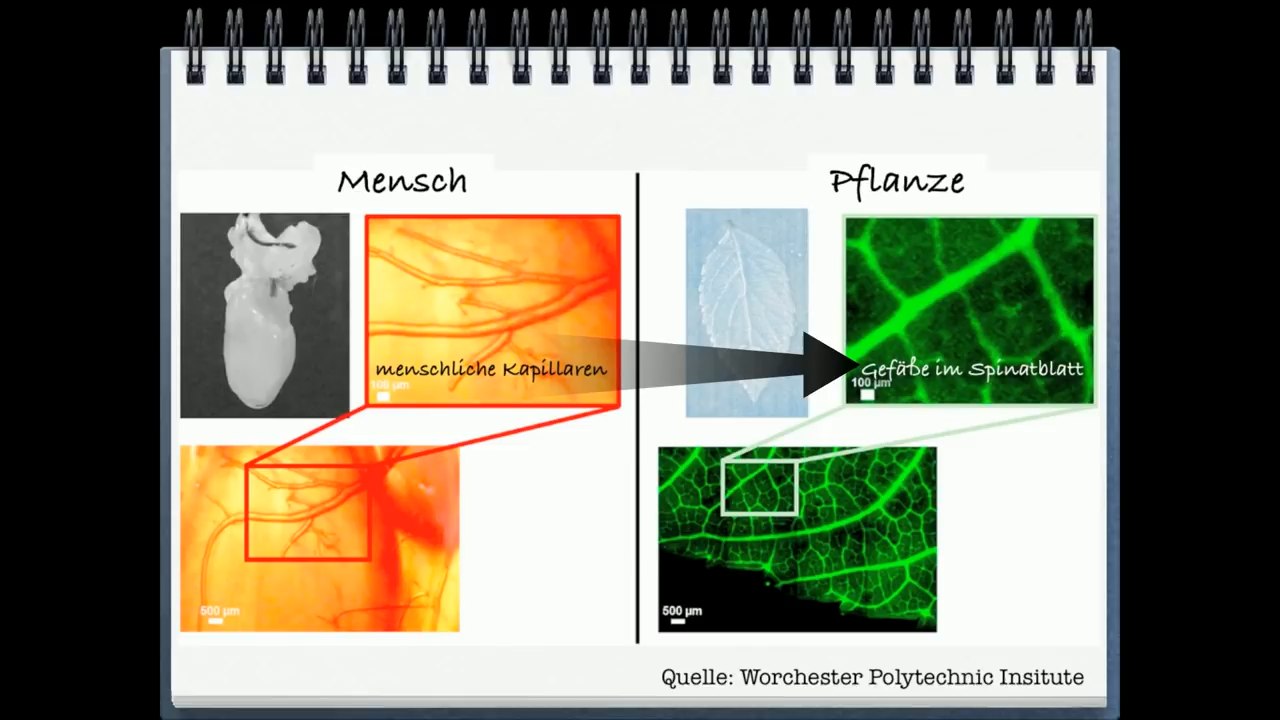 Mensch
Pflanze
menschliche Kapillaren
100 µm
Gefäße im Spinatblatt
100 µm
500 µm
500 µm
Quelle: Worchester Polytechnic Insitute